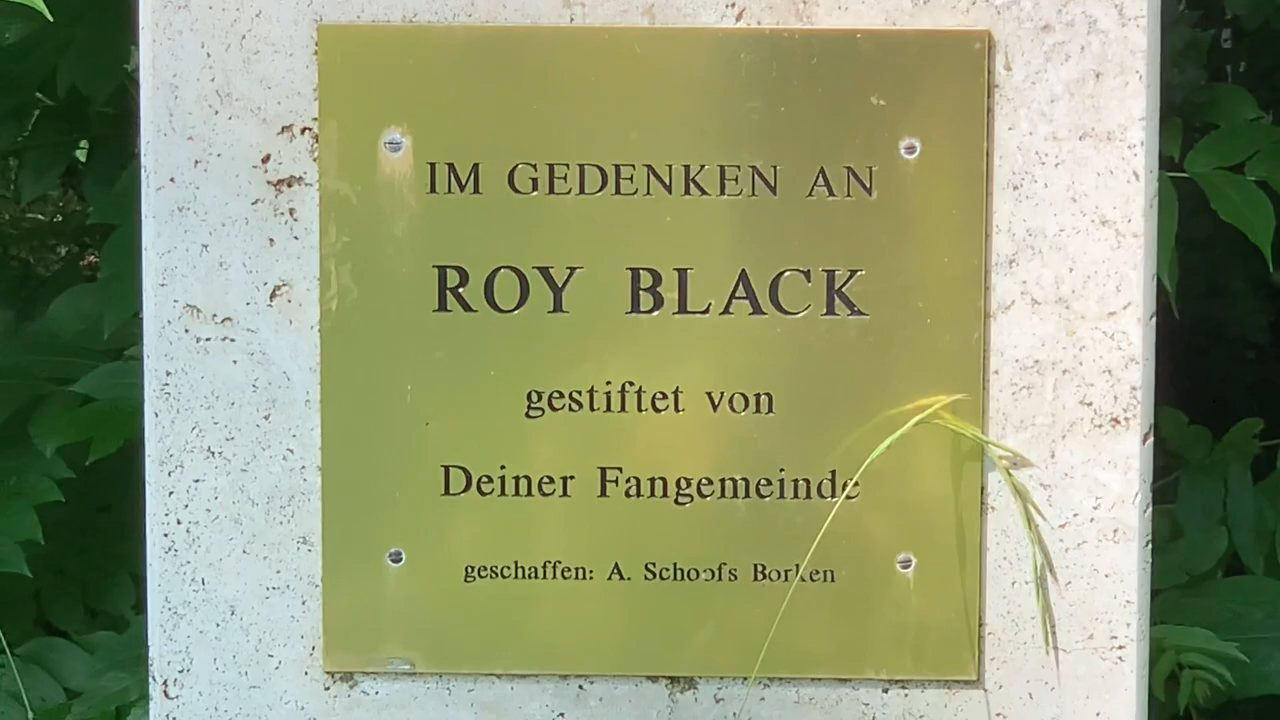 IM GEDENKEN AN
ROY BLACK
gestiftet von
Deiner Fangemeinde
geschaffen: A. Schoofs Borken